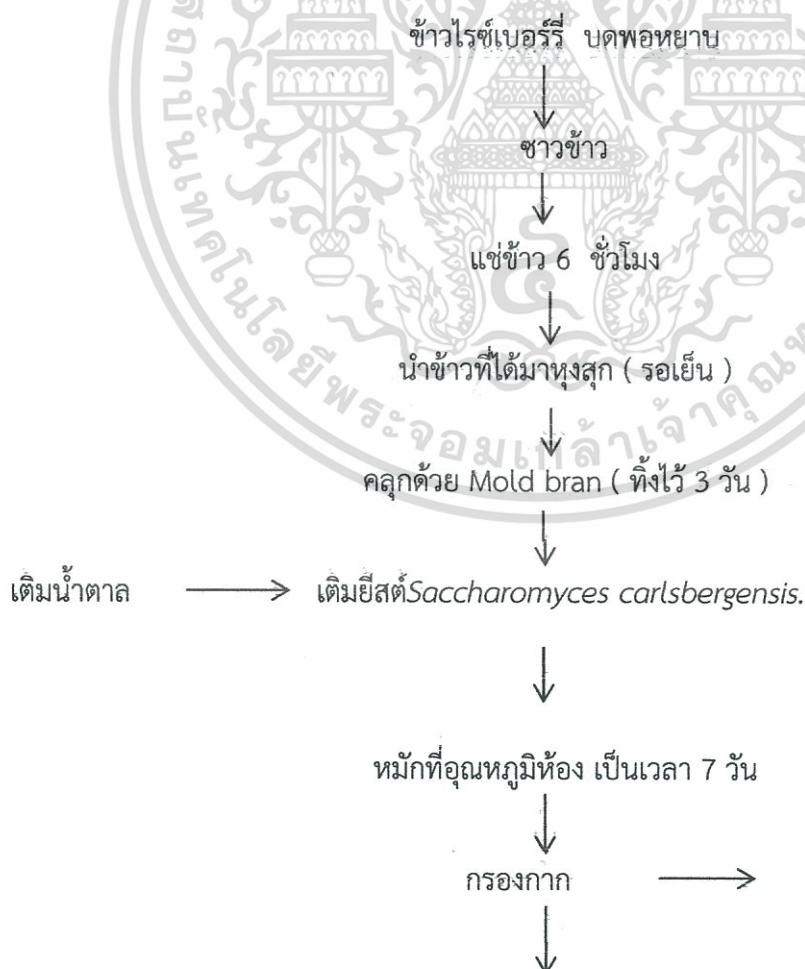 ข้าวไรซ์เบอร์รี่ บดพอหยาบ
ซาวข้าว
แช่ข้าว 6 ชั่วโมง
นำข้าวที่ได้มาหุงสุก ( รอเย็น )
คลุกด้วย Mold bran ( ทิ้งไว้ 3 วัน )
เติมน้ำตาล เติมยีสต์Saccharomyces carlsbergensis.
หมักที่อุณหภูมิห้อง เป็นเวลา 7 วัน
กรองกาก